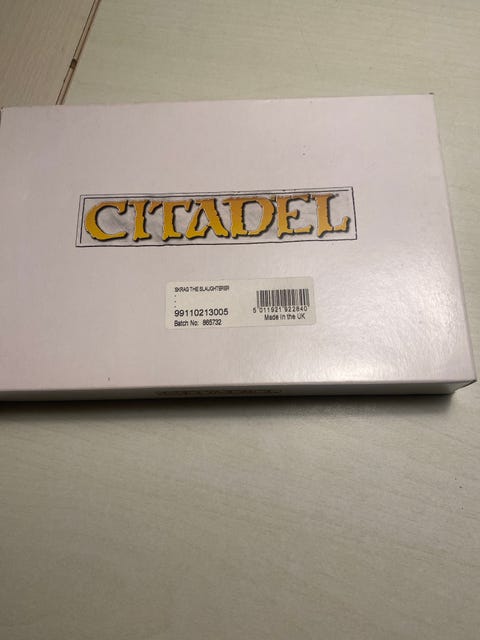 CITADEL
SKRAG THE SLAUGHTERER
-
-
-
99110213005
Batch No: 865732
5 011921 922840
Made in the UK